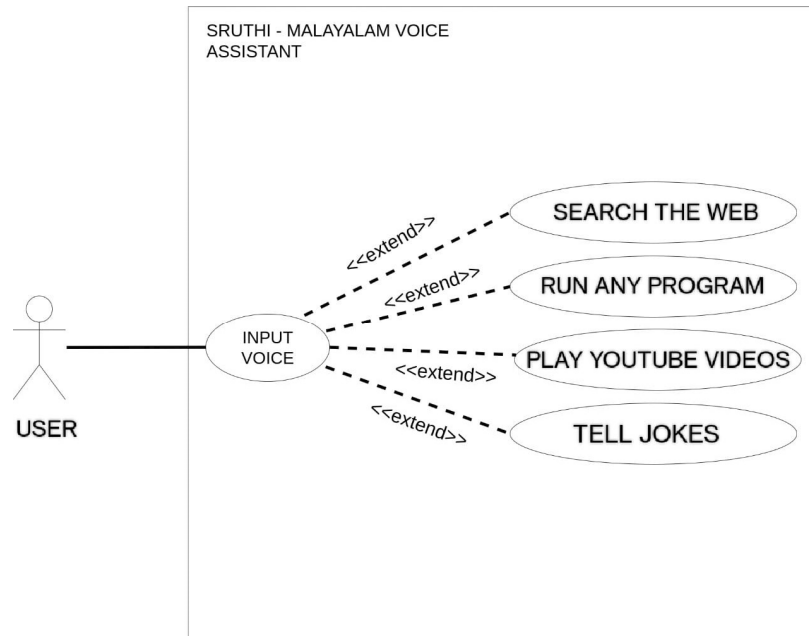 SRUTHI - MALAYALAM VOICE
ASSISTANT
<<extend>>
SEARCH THE WEB
<<extend>>
RUN ANY PROGRAM
INPUT
VOICE
PLAY YOUTUBE VIDEOS
<<extend>>
<<extend>>
TELL JOKES
USER